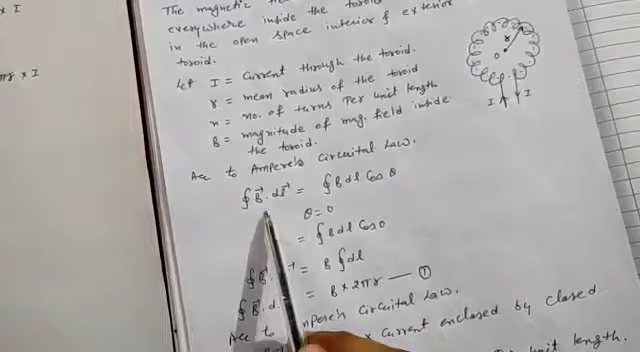 x I
πr x I
The magnetic
everywhere inside the toroid
in the open space interior & exterior
toroid.
r
O
I
I
Let I = current through the toroid.
r = mean radius of the toroid
n = no. of turns per unit length
B = magnitude of mag. field inside
the toroid.
Acc to Ampere's circuital Law.
∮ B⃗ . dl⃗ = ∮ B dl Cos θ
θ = 0
= ∮ B dl Cos 0
= B ∮ dl
∮ B⃗ . d = B x 2πr — ①
Acc to Ampere's circuital Law.
x current enclosed by closed
unit length.